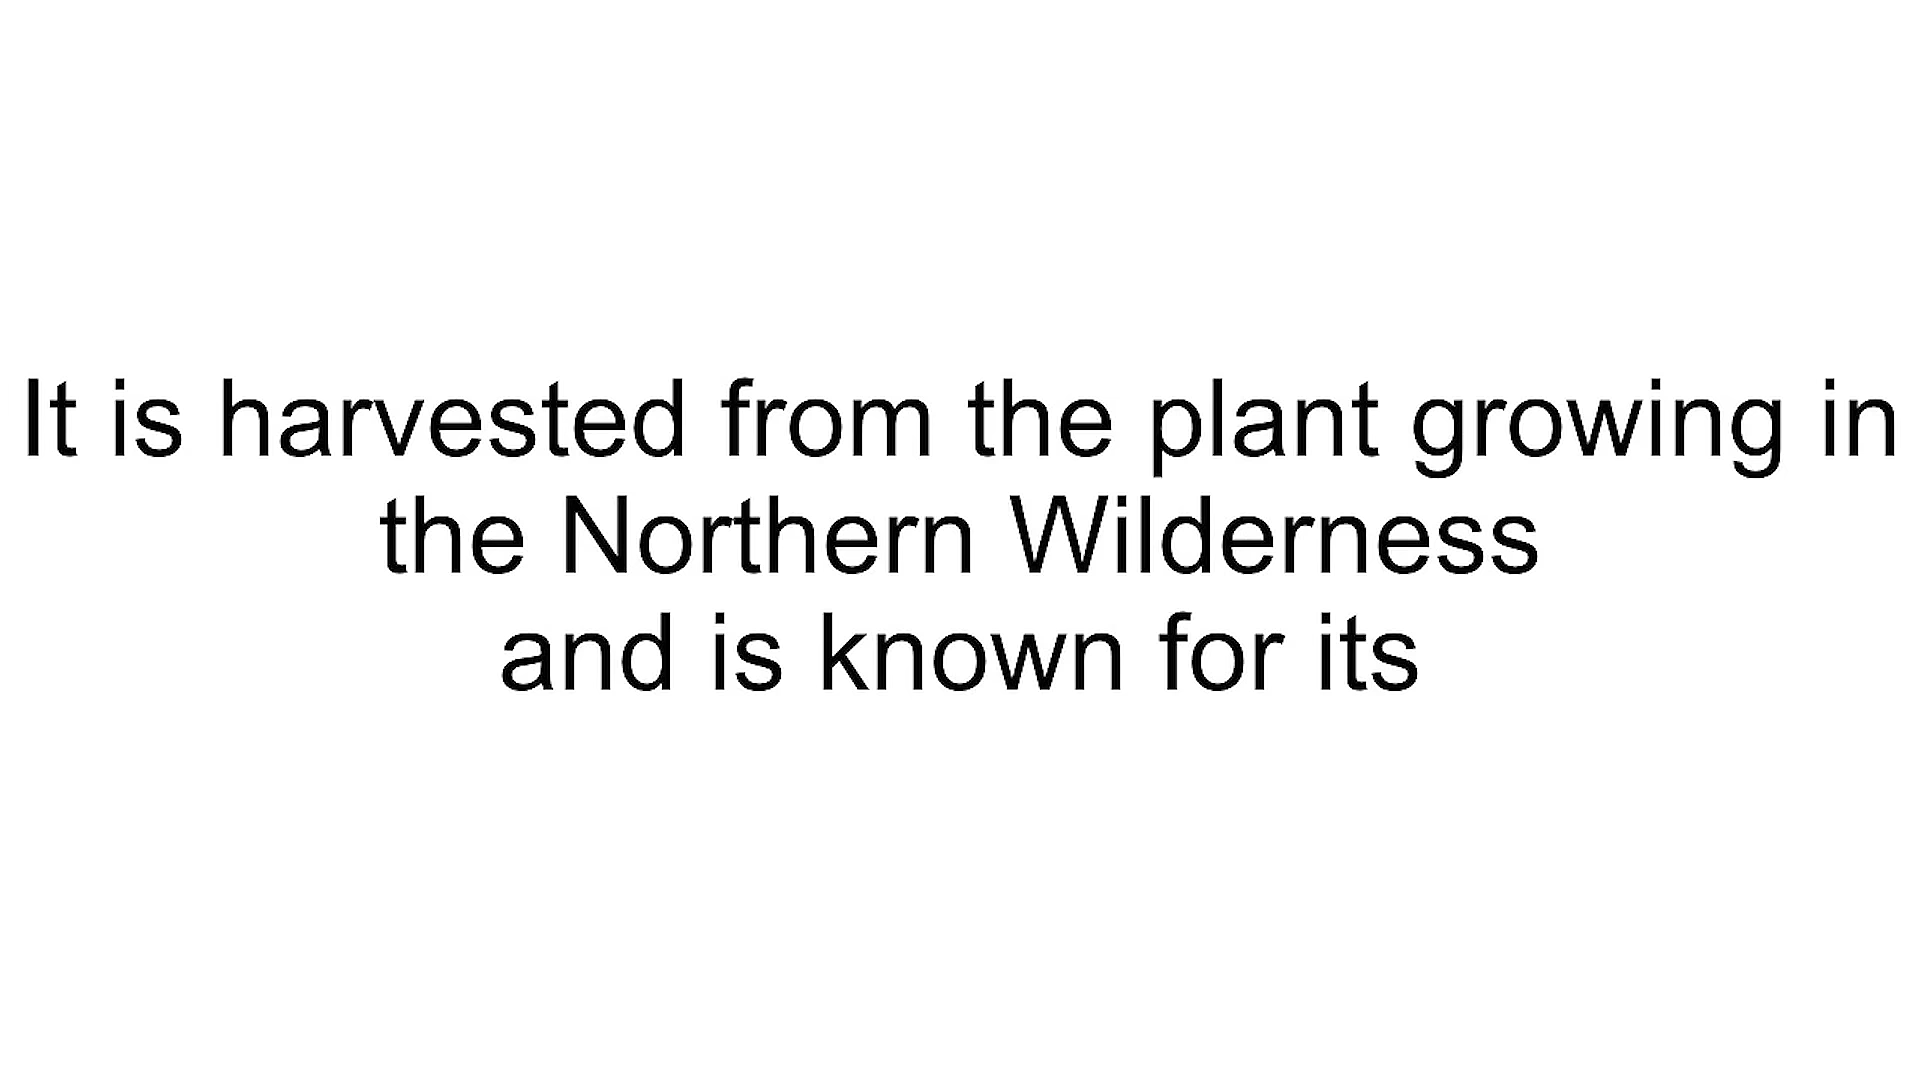 It is harvested from the plant growing in
the Northern Wilderness
and is known for its